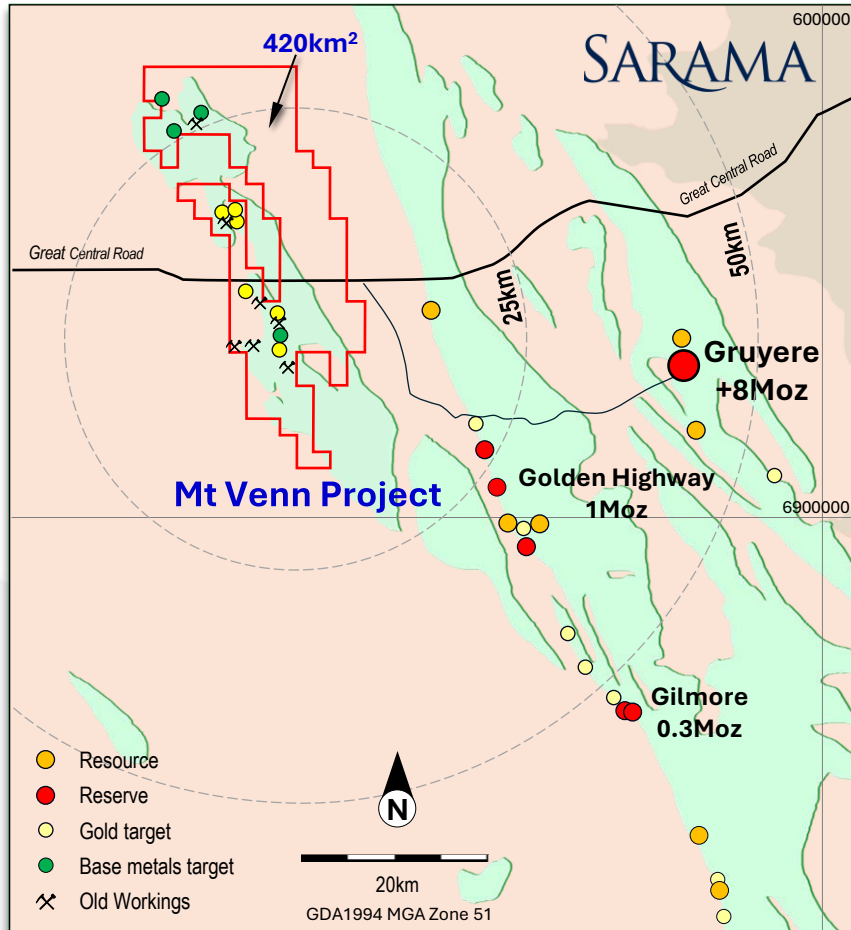 600000
420km²
SARAMA
Great Central Road
Great Central Road
50km
25km
Gruyere
+8Moz
Golden Highway
1Moz
Mt Venn Project
6900000
Gilmore
0.3Moz
Resource
Reserve
Gold target
Base metals target
Old Workings
N
20km
GDA1994 MGA Zone 51